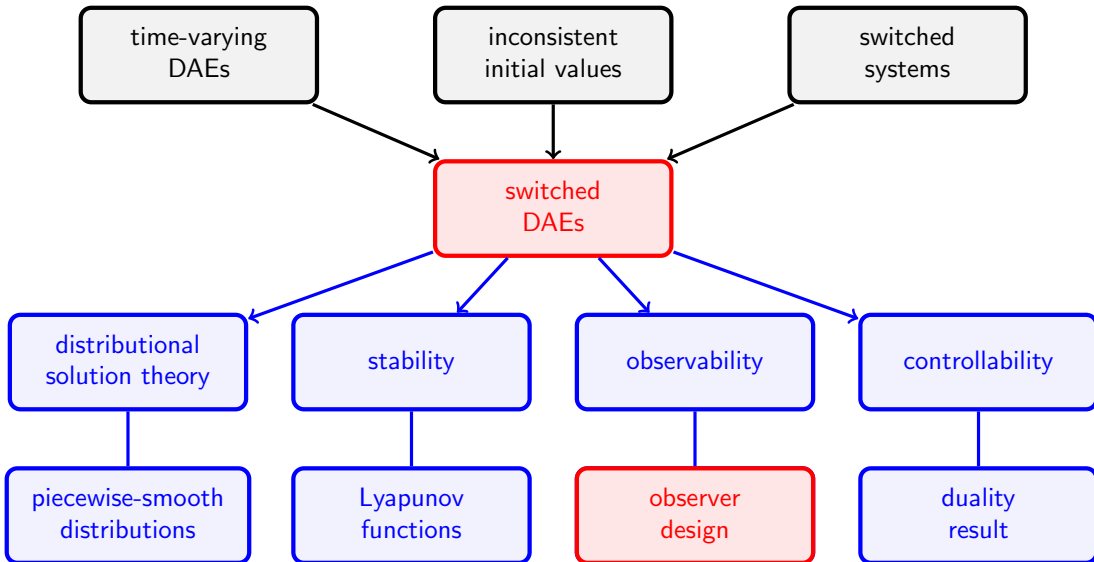 time-varying
DAEs
inconsistent
initial values
switched
systems
switched
DAEs
distributional
solution theory
stability
observability
controllability
piecewise-smooth
distributions
Lyapunov
functions
observer
design
duality
result